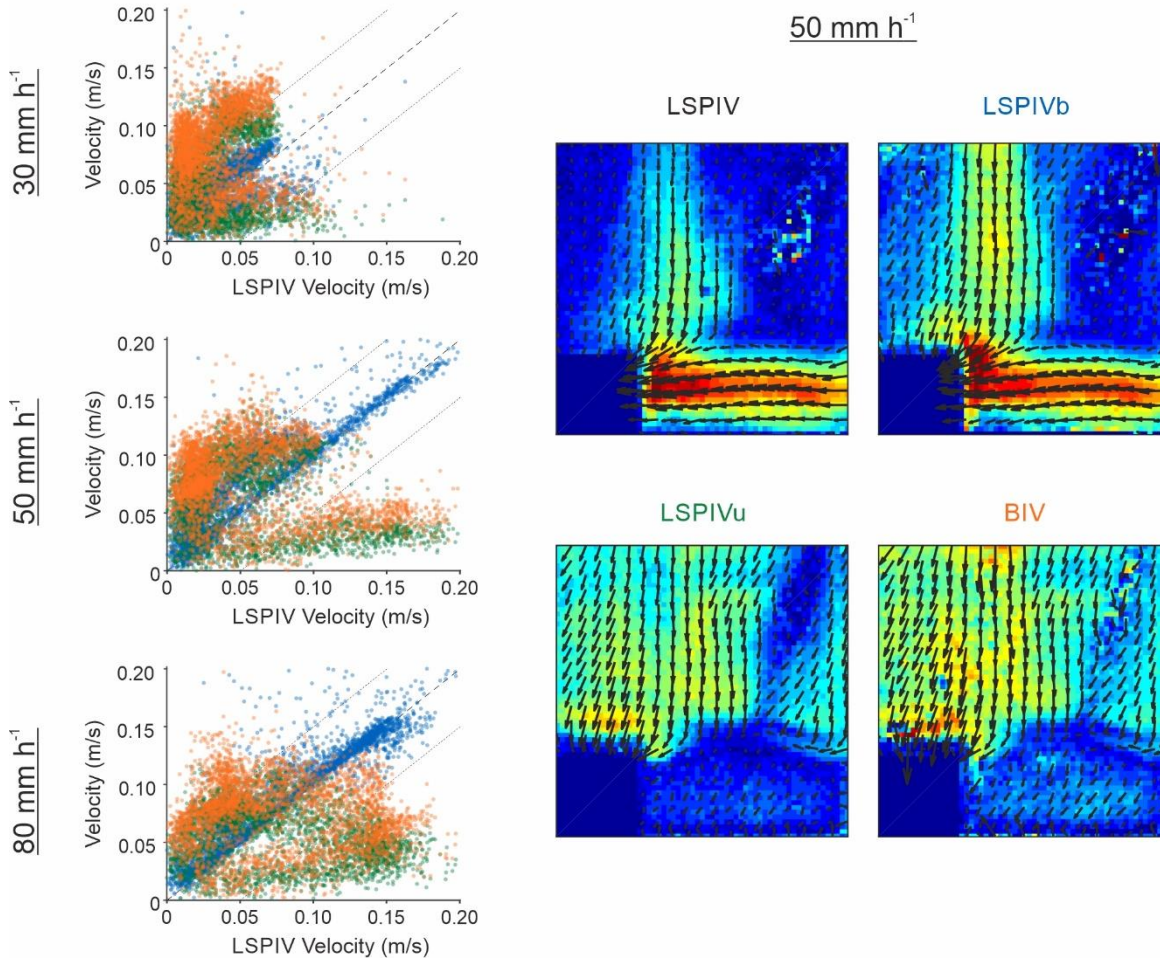 30 mm h⁻¹
Velocity (m/s)
0.20
0.15
0.10
0.05
0
0 0.05 0.10 0.15 0.20
LSPIV Velocity (m/s)
50 mm h⁻¹
Velocity (m/s)
0.20
0.15
0.10
0.05
0
0 0.05 0.10 0.15 0.20
LSPIV Velocity (m/s)
80 mm h⁻¹
Velocity (m/s)
0.20
0.15
0.10
0.05
0
0 0.05 0.10 0.15 0.20
LSPIV Velocity (m/s)
50 mm h⁻¹
LSPIV LSPIVb
LSPIVu BIV